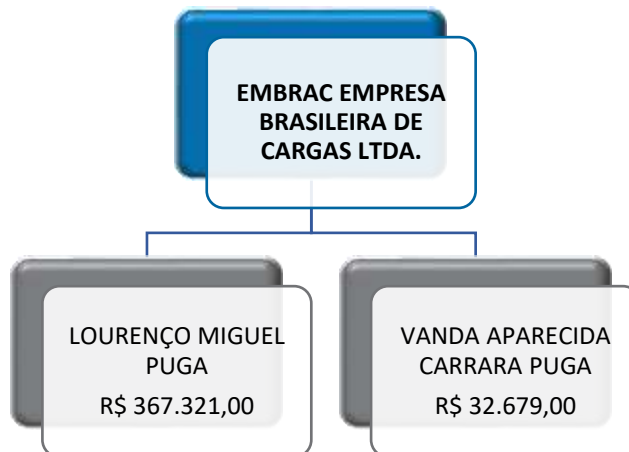 EMBRAC EMPRESA
BRASILEIRA DE
CARGAS LTDA.
LOURENÇO MIGUEL
PUGA
R$ 367.321,00
VANDA APARECIDA
CARRARA PUGA
R$ 32.679,00